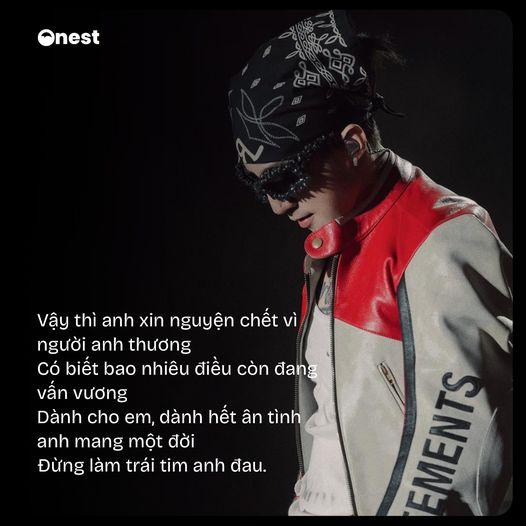 Onest
Vậy thì anh xin nguyện chết vì
người anh thương
Có biết bao nhiêu điều còn đang
vấn vương
Dành cho em, dành hết ân tình
anh mang một đời
Đừng làm trái tim anh đau.
TEMENTS